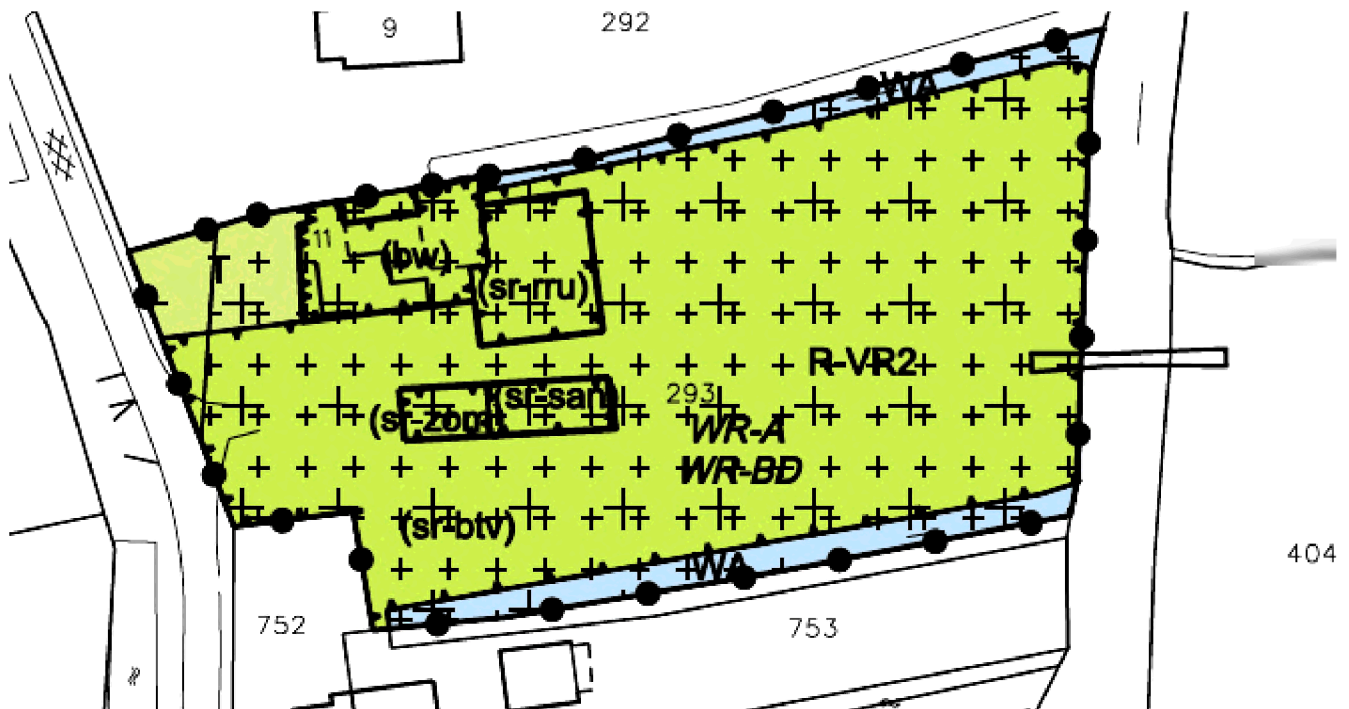 9
292
WA
11
(bw)
(sr-rru)
R-VR2
293
(sr-san)
(sr-zom)
WR-A
WR-BD
(sr-btv)
404
WA
752
753